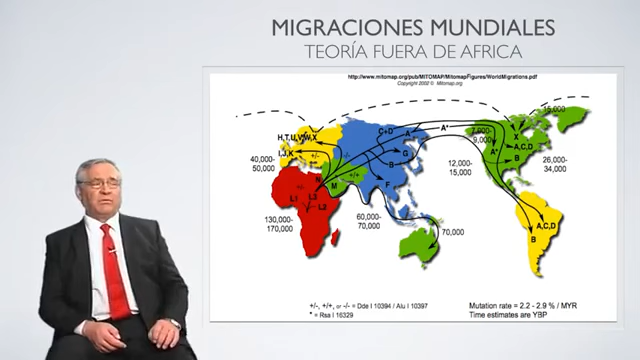 MIGRACIONES MUNDIALES
TEORÍA FUERA DE AFRICA
http://www.mitomap.org/pub/MITOMAP/MitomapFigures/WorldMigrations.pdf
Copyright 2002 © Mitomap.org
15,000
H,T,U,V,W,X
C+D
A
A*
7,000-
9,000
X
I,J,K
+/-
-/-
G
A*
A,C,D
B
B
40,000-
50,000
+/+
12,000-
15,000
26,000-
34,000
N
M
F
+/-
L1
L3
L2
130,000-
170,000
60,000-
70,000
70,000
A,C,D
B
+/-, +/+, or -/- = Dde I 10394 / Alu I 10397
* = Rsa I 16329
Mutation rate = 2.2 - 2.9 % / MYR
Time estimates are YBP